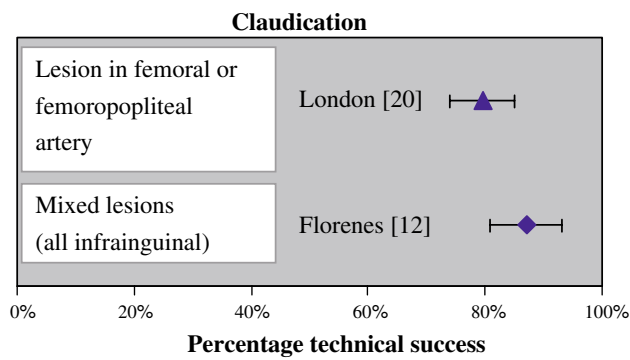 Claudication
Lesion in femoral or
femoropopliteal
artery
London [20]
Mixed lesions
(all infrainguinal)
Florenes [12]
0% 20% 40% 60% 80% 100%
Percentage technical success